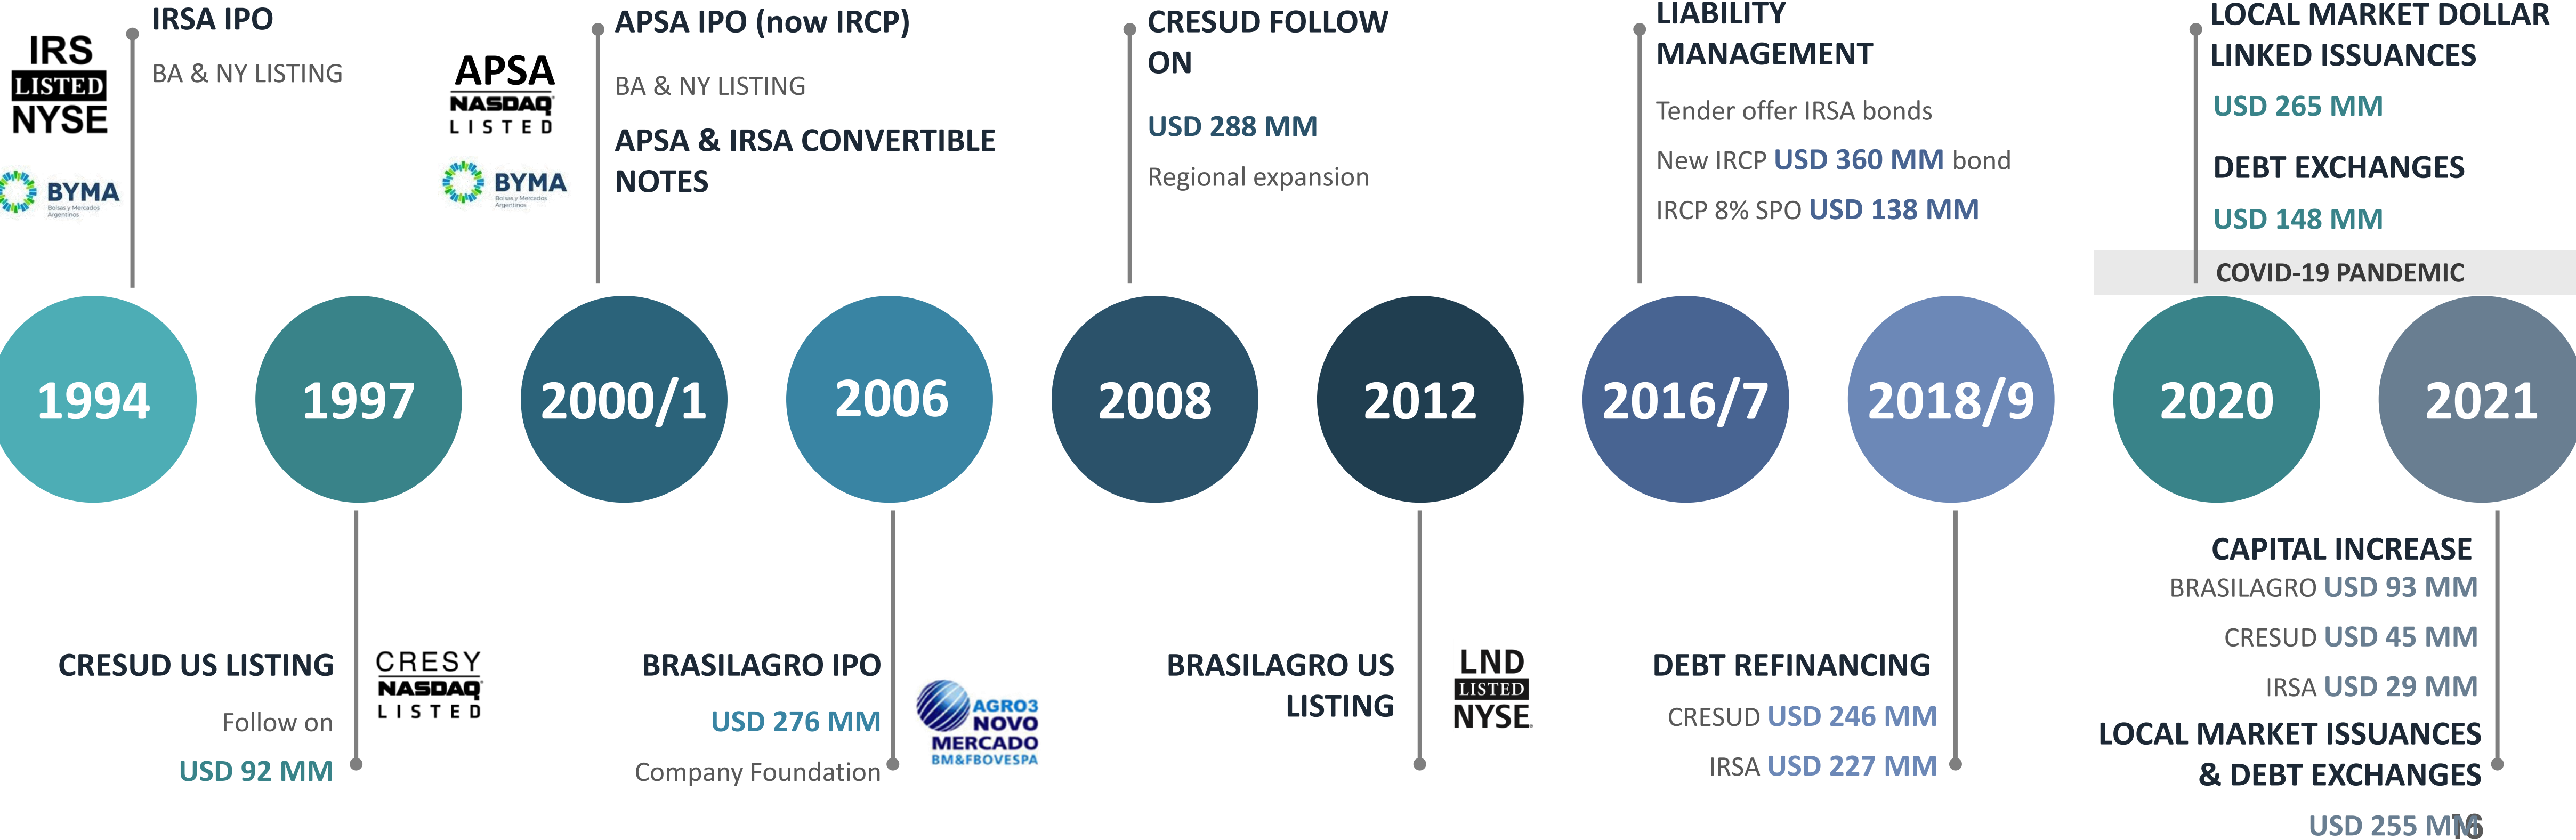 IRS
LISTED
NYSE
BYMA
Bolsas y Mercados
Argentinos
IRSA IPO
BA & NY LISTING
APSA
NASDAQ
LISTED
BYMA
Bolsas y Mercados
Argentinos
APSA IPO (now IRCP)
BA & NY LISTING
APSA & IRSA CONVERTIBLE
NOTES
CRESUD FOLLOW
ON
USD 288 MM
Regional expansion
LIABILITY
MANAGEMENT
Tender offer IRSA bonds
New IRCP USD 360 MM bond
IRCP 8% SPO USD 138 MM
LOCAL MARKET DOLLAR
LINKED ISSUANCES
USD 265 MM
DEBT EXCHANGES
USD 148 MM
COVID-19 PANDEMIC
1994
1997
2000/1
2006
2008
2012
2016/7
2018/9
2020
2021
CRESUD US LISTING
Follow on
USD 92 MM
CRESY
NASDAQ
LISTED
BRASILAGRO IPO
USD 276 MM
Company Foundation
AGRO3
NOVO
MERCADO
BM&FBOVESPA
BRASILAGRO US
LISTING
LND
LISTED
NYSE
DEBT REFINANCING
CRESUD USD 246 MM
IRSA USD 227 MM
CAPITAL INCREASE
BRASILAGRO USD 93 MM
CRESUD USD 45 MM
IRSA USD 29 MM
LOCAL MARKET ISSUANCES
& DEBT EXCHANGES
USD 255 MM
16